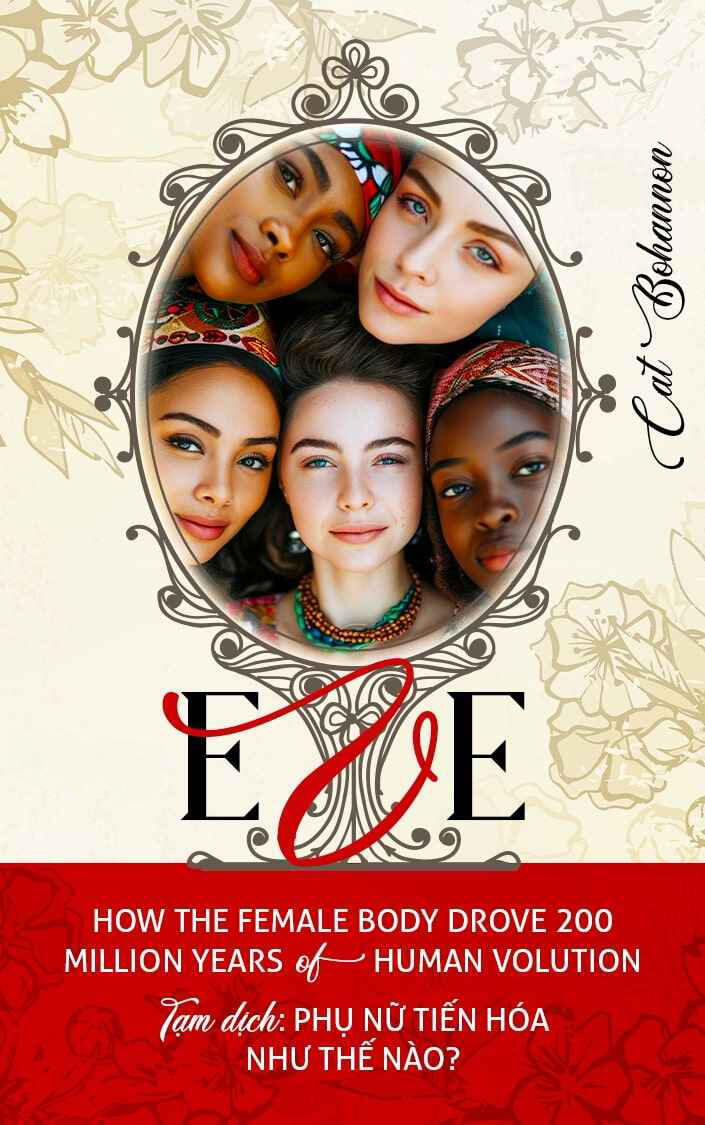 Cat Bohannon
EVE
HOW THE FEMALE BODY DROVE 200
MILLION YEARS of HUMAN VOLUTION
Tạm dịch: PHỤ NỮ TIẾN HÓA
NHƯ THẾ NÀO?